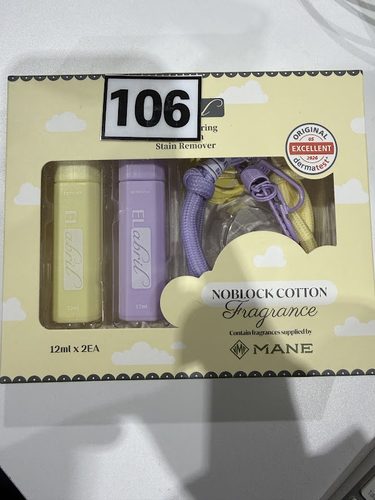 106
Stain Remover
ORIGINAL
EXCELLENT
dermatest
EL
abril
12ml
EL
abril
12ml
NOBLOCK COTTON
Fragrance
Contain fragrances supplied by
MANE
12ml x 2EA